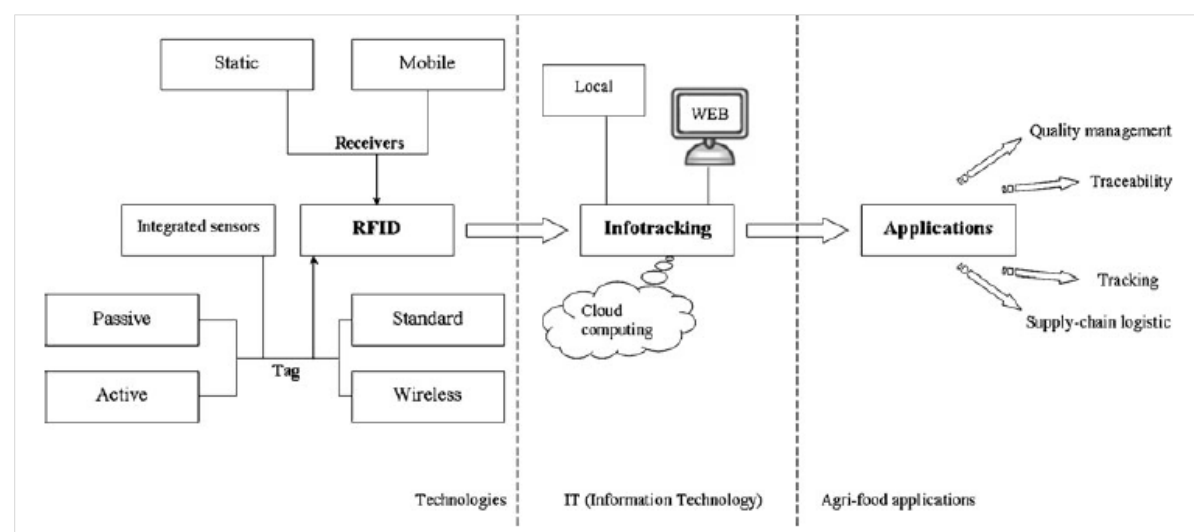 Static
Mobile
Local
WEB
Receivers
Quality management
Traceability
Integrated sensors
RFID
Infotracking
Applications
Passive
Standard
Cloud
computing
Tracking
Supply-chain logistic
Tag
Active
Wireless
Technologies
IT (Information Technology)
Agri-food applications